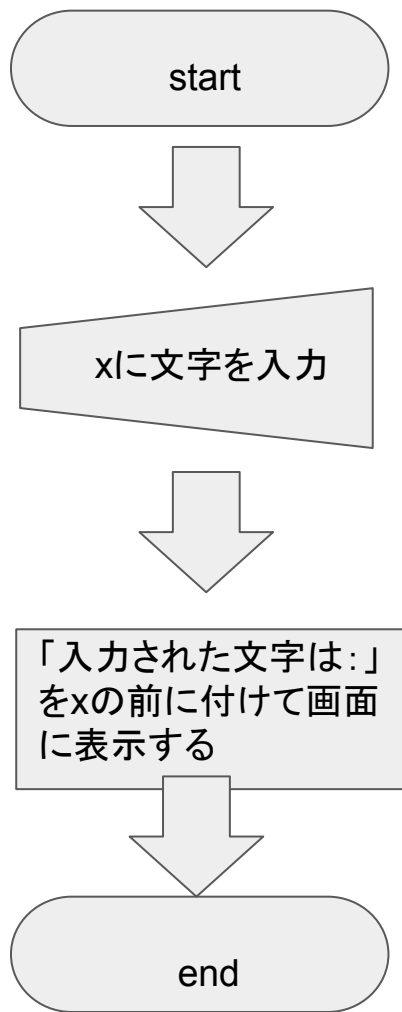 start
xに文字を入力
「入力された文字は:」
をxの前に付けて画面
に表示する
end